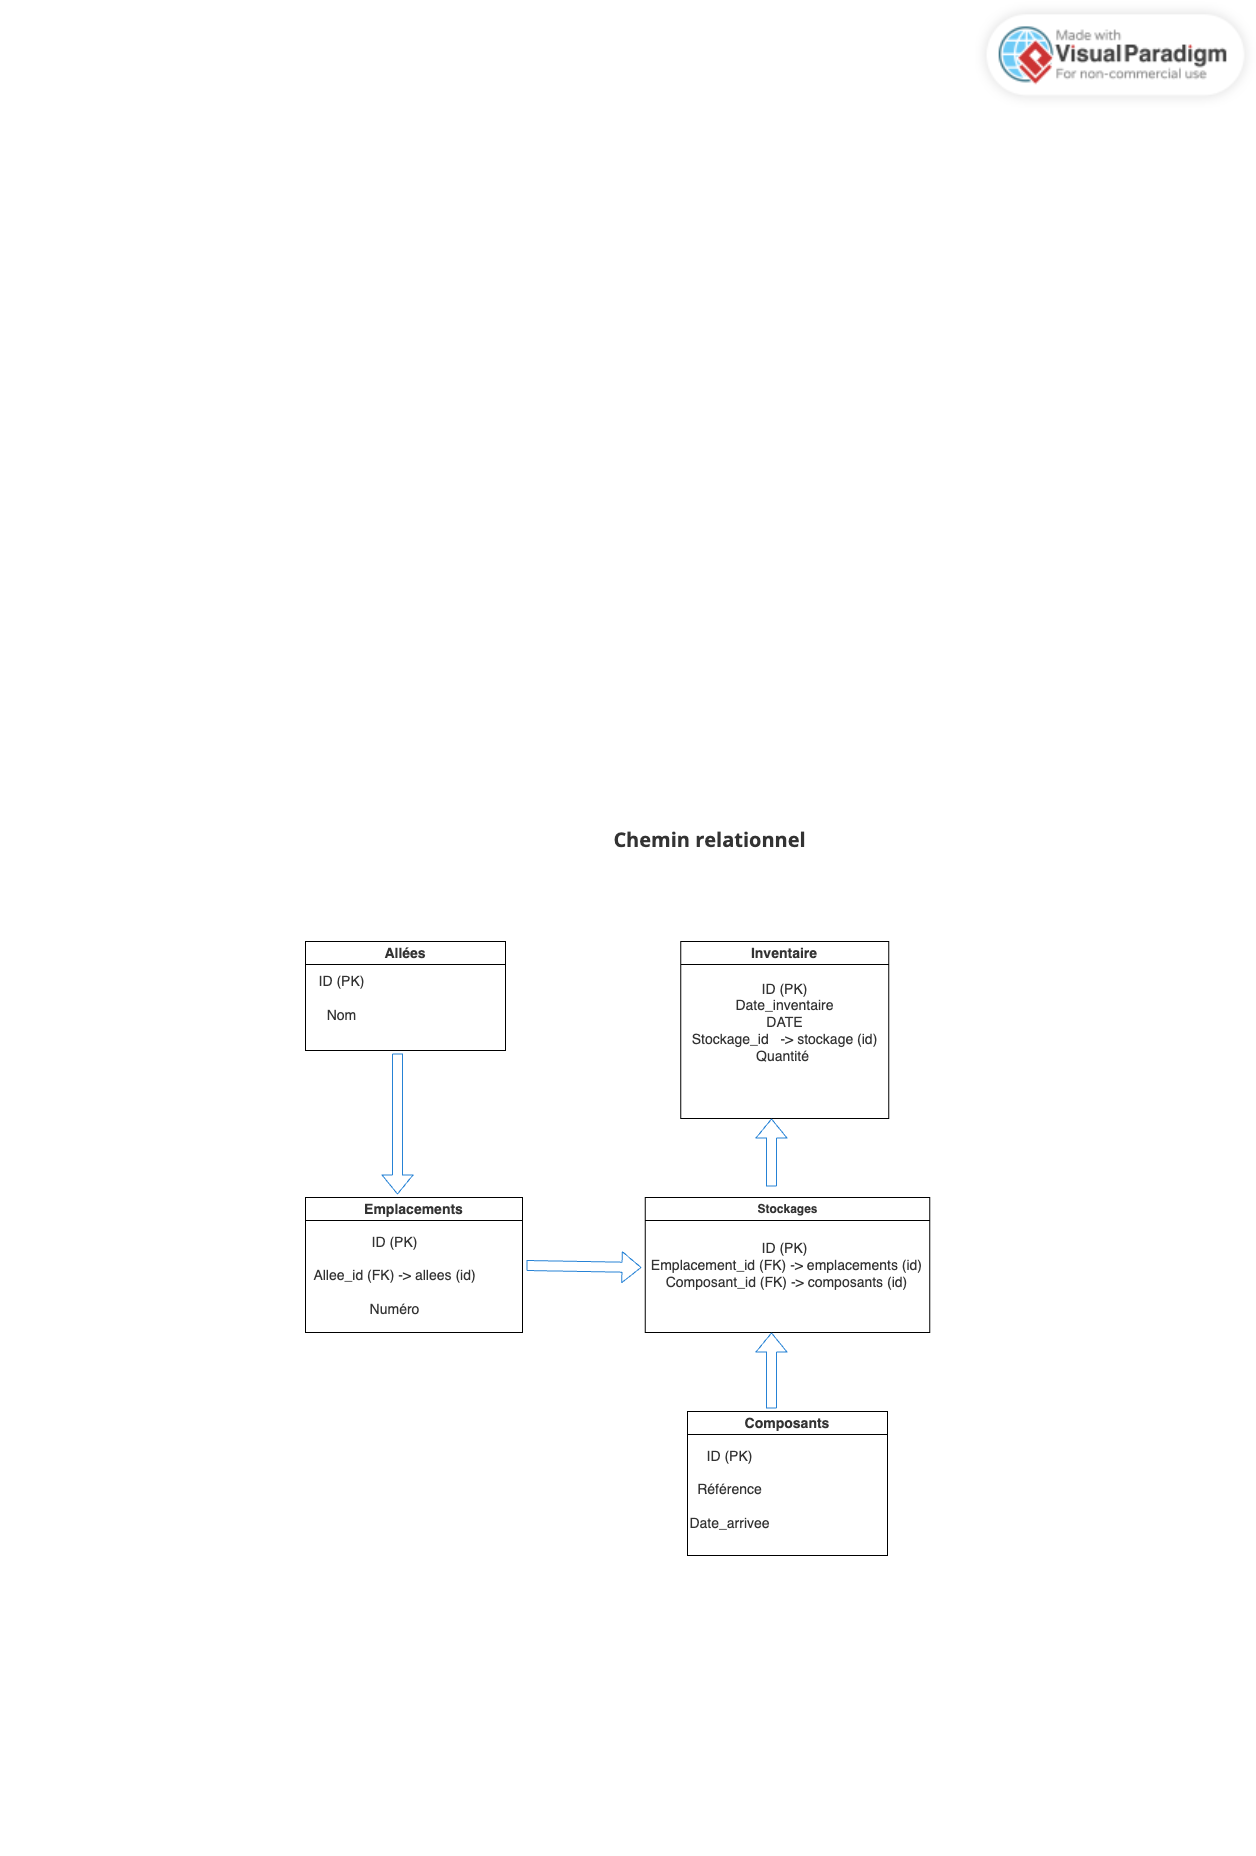 Made with
Visual Paradigm
For non-commercial use
Chemin relationnel
Allées
ID (PK)
Nom
Inventaire
ID (PK)
Date_inventaire
DATE
Stockage_id -> stockage (id)
Quantité
Emplacements
ID (PK)
Allee_id (FK) -> allees (id)
Numéro
Stockages
ID (PK)
Emplacement_id (FK) -> emplacements (id)
Composant_id (FK) -> composants (id)
Composants
ID (PK)
Référence
Date_arrivee